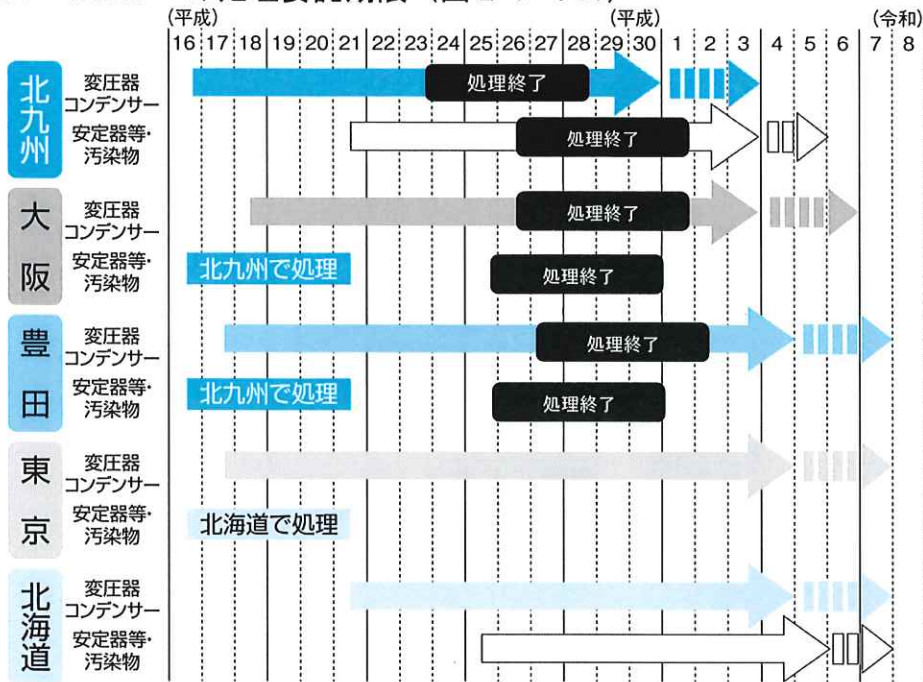 (平成)
(平成)
(令和)
16 17 18 19 20 21 22 23 24 25 26 27 28 29 30 1 2 3 4 5 6 7 8
北九州
変圧器
コンデンサー
処理終了
安定器等・
汚染物
処理終了
大阪
変圧器
コンデンサー
処理終了
安定器等・
汚染物
北九州で処理
処理終了
豊田
変圧器
コンデンサー
処理終了
安定器等・
汚染物
北九州で処理
処理終了
東京
変圧器
コンデンサー
安定器等・
汚染物
北海道で処理
北海道
変圧器
コンデンサー
安定器等・
汚染物